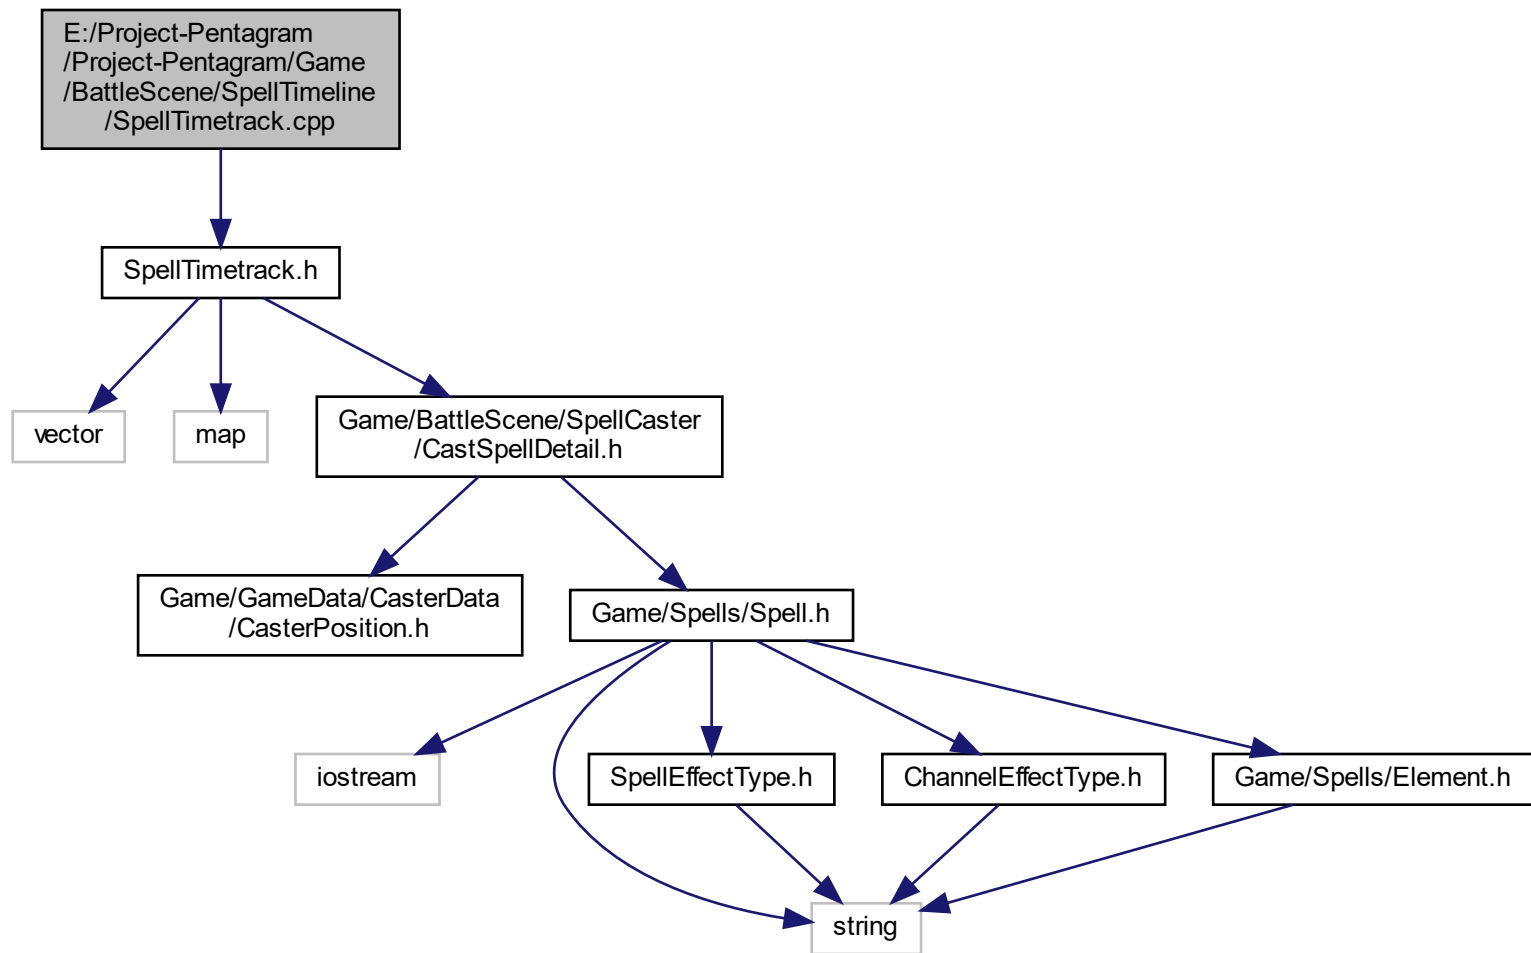 E:/Project-Pentagram
/Project-Pentagram/Game
/BattleScene/SpellTimeline
/SpellTimetrack.cpp
SpellTimetrack.h
vector
map
Game/BattleScene/SpellCaster
/CastSpellDetail.h
Game/GameData/CasterData
/CasterPosition.h
Game/Spells/Spell.h
iostream
SpellEffectType.h
ChannelEffectType.h
Game/Spells/Element.h
string